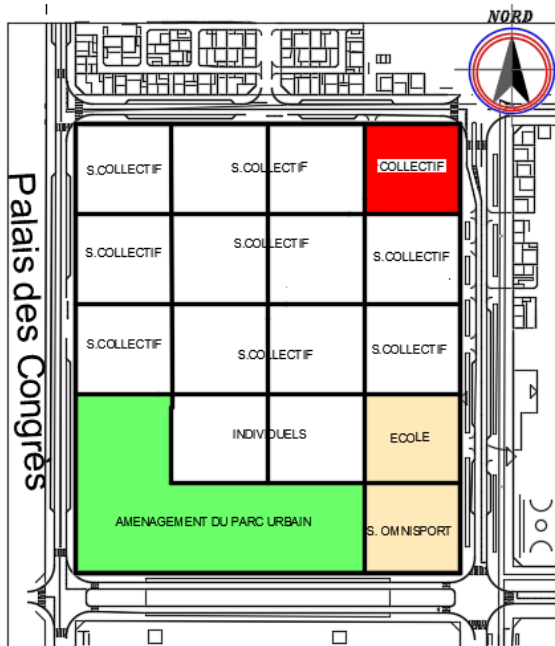 NORD
S.COLLECTIF
S.COLLECTIF
COLLECTIF
S.COLLECTIF
S.COLLECTIF
S.COLLECTIF
S.COLLECTIF
S.COLLECTIF
S.COLLECTIF
INDIVIDUELS
ECOLE
AMENAGEMENT DU PARC URBAIN
S. OMNISPORT
Palais des Congrés